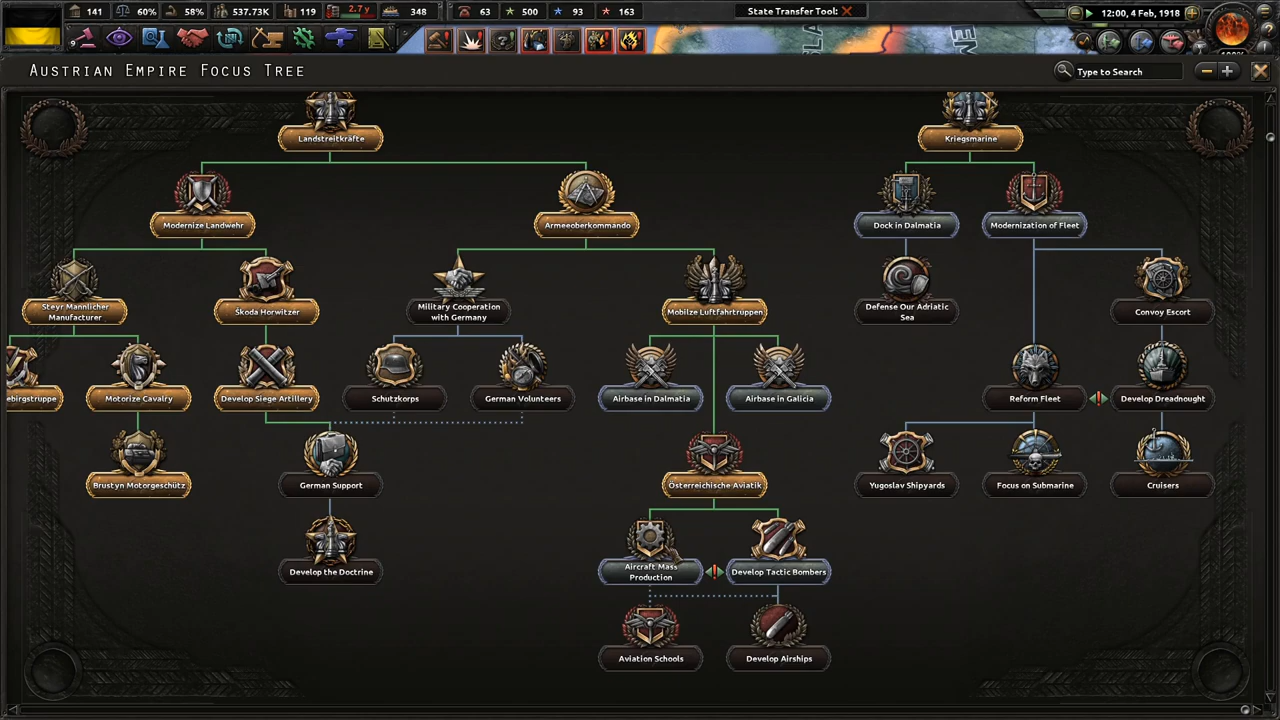 141 60% 58% 537.73K 119 2.7 y 348 63 500 93 163
State Transfer Tool:
12:00, 4 Feb, 1918
9
100%
AUSTRIAN EMPIRE FOCUS TREE
Type to Search
Landstreitkräfte
Kriegsmarine
Modernize Landwehr
Armeeoberkommando
Dock in Dalmatia
Modernization of Fleet
Steyr Mannlicher
Manufacturer
Škoda Horwitzer
Military Cooperation
with Germany
Mobilze Luftfahrtruppen
Defense Our Adriatic
Sea
Convoy Escort
ebirgstruppe
Motorize Cavalry
Develop Siege Artillery
Schutzkorps
German Volunteers
Airbase in Dalmatia
Airbase in Galicia
Reform Fleet
Develop Dreadnought
Brustyn Motorgeschütz
German Support
Österreichische Aviatik
Yugoslav Shipyards
Focus on Submarine
Cruisers
Develop the Doctrine
Aircraft Mass
Production
Develop Tactic Bombers
Aviation Schools
Develop Airships